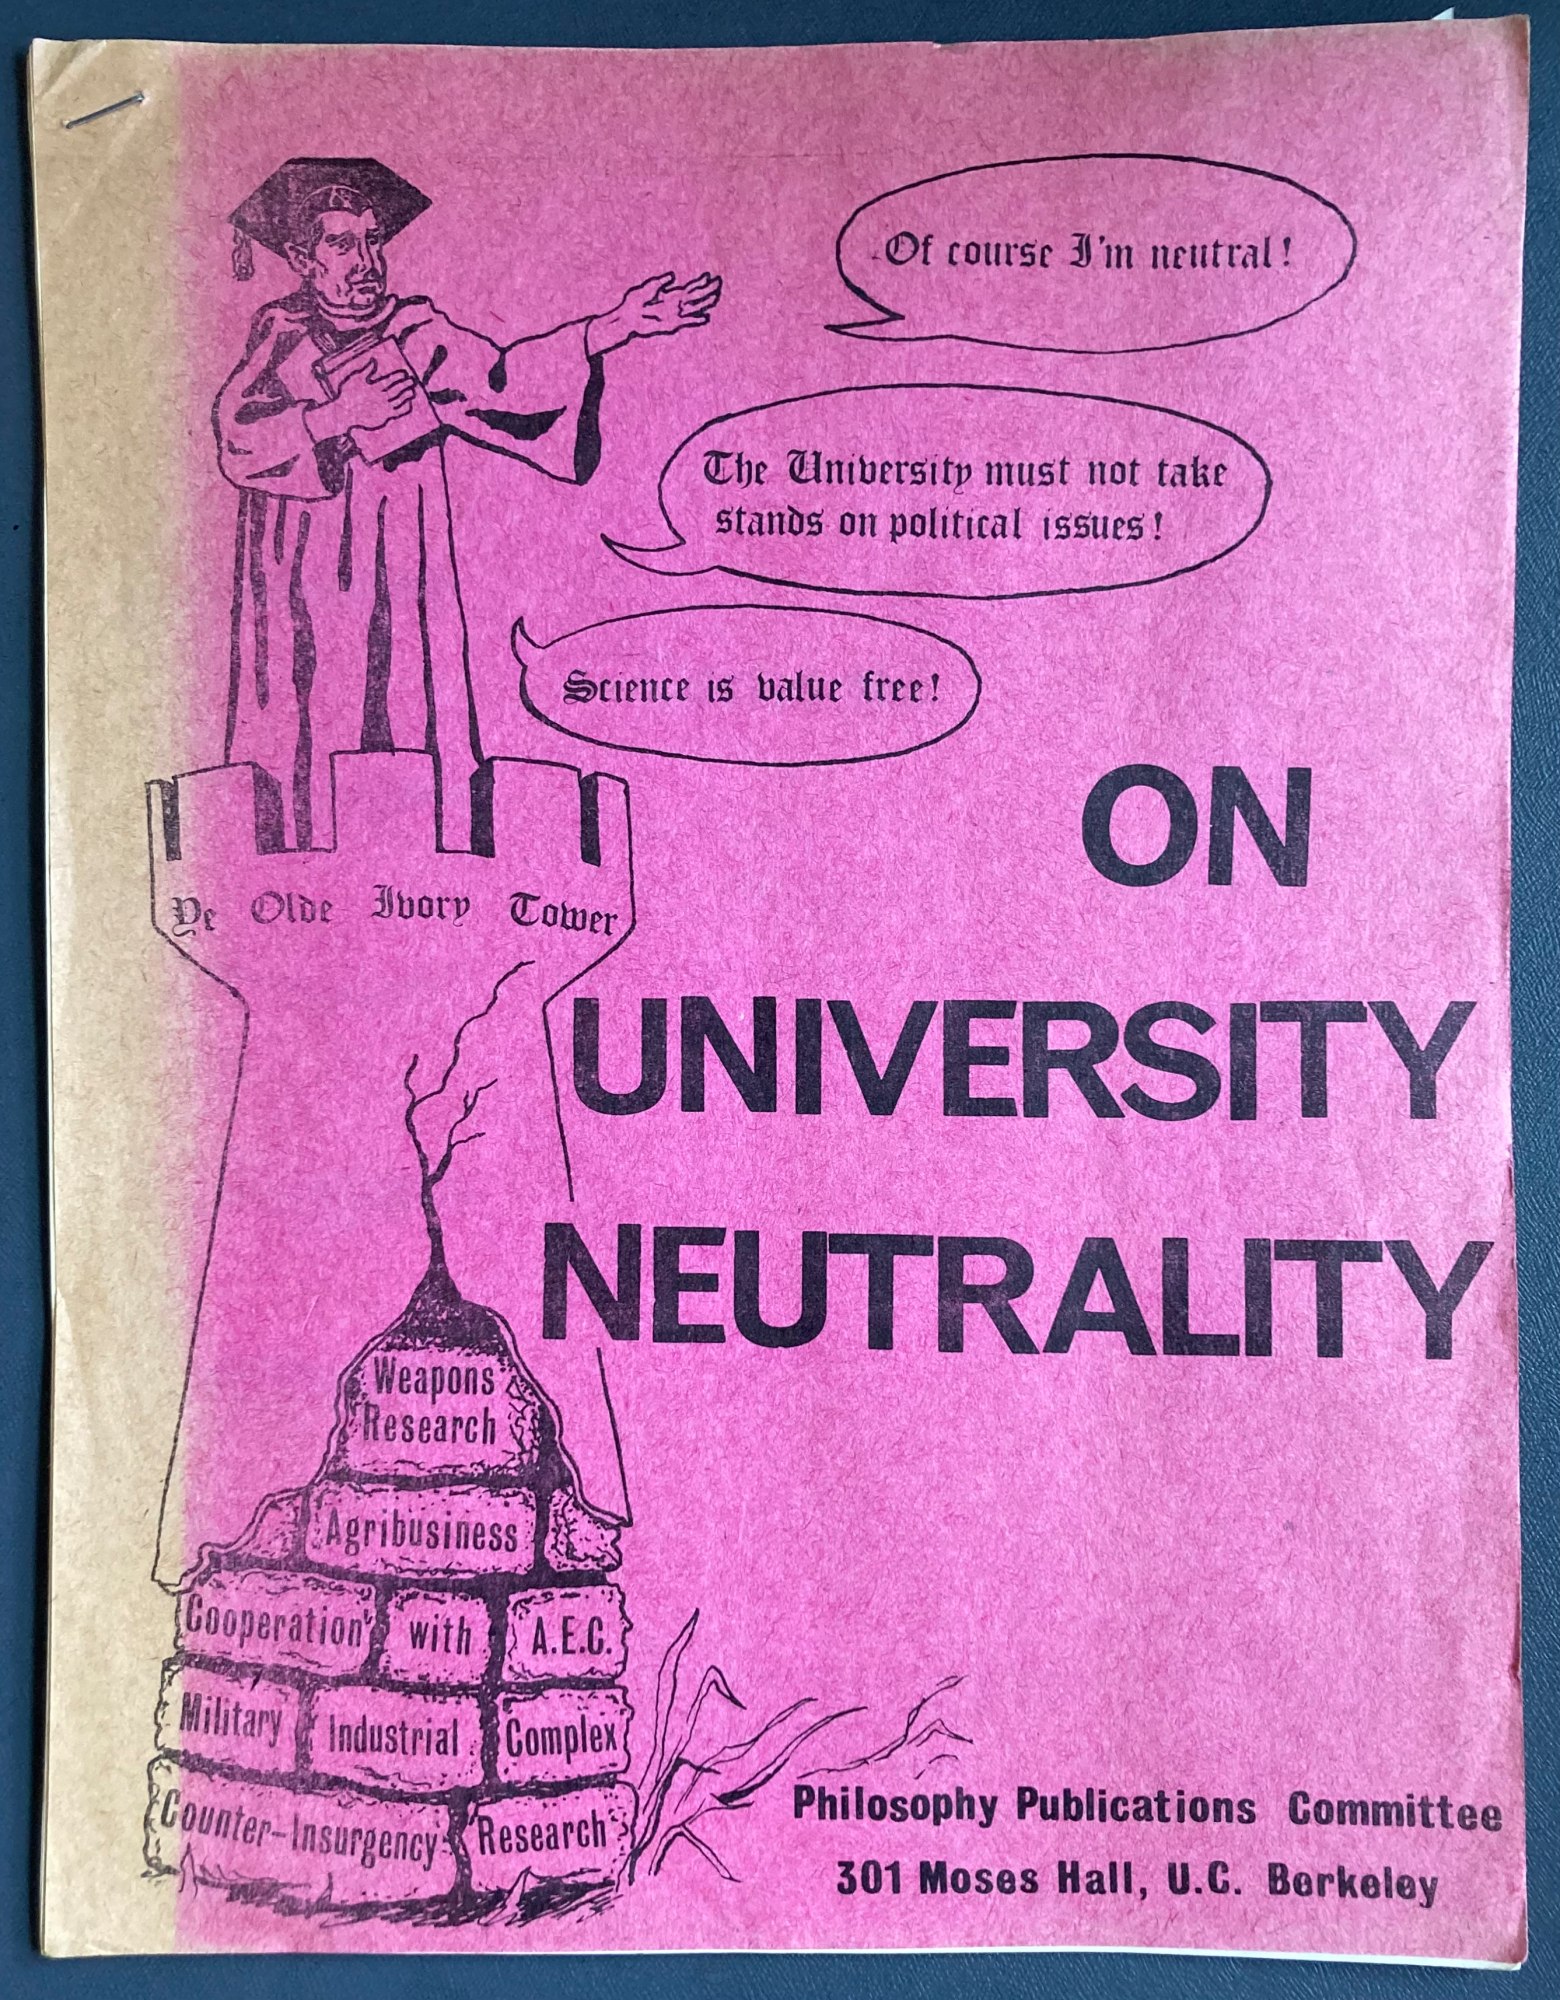 Of course I'm neutral!
The University must not take
stands on political issues!
Science is value free!
ON
UNIVERSITY
NEUTRALITY
Ye Olde Ivory Tower
Weapons
Research
Agribusiness
Cooperation with A.E.C.
Military Industrial Complex
Counter-Insurgency Research
Philosophy Publications Committee
301 Moses Hall, U.C. Berkeley